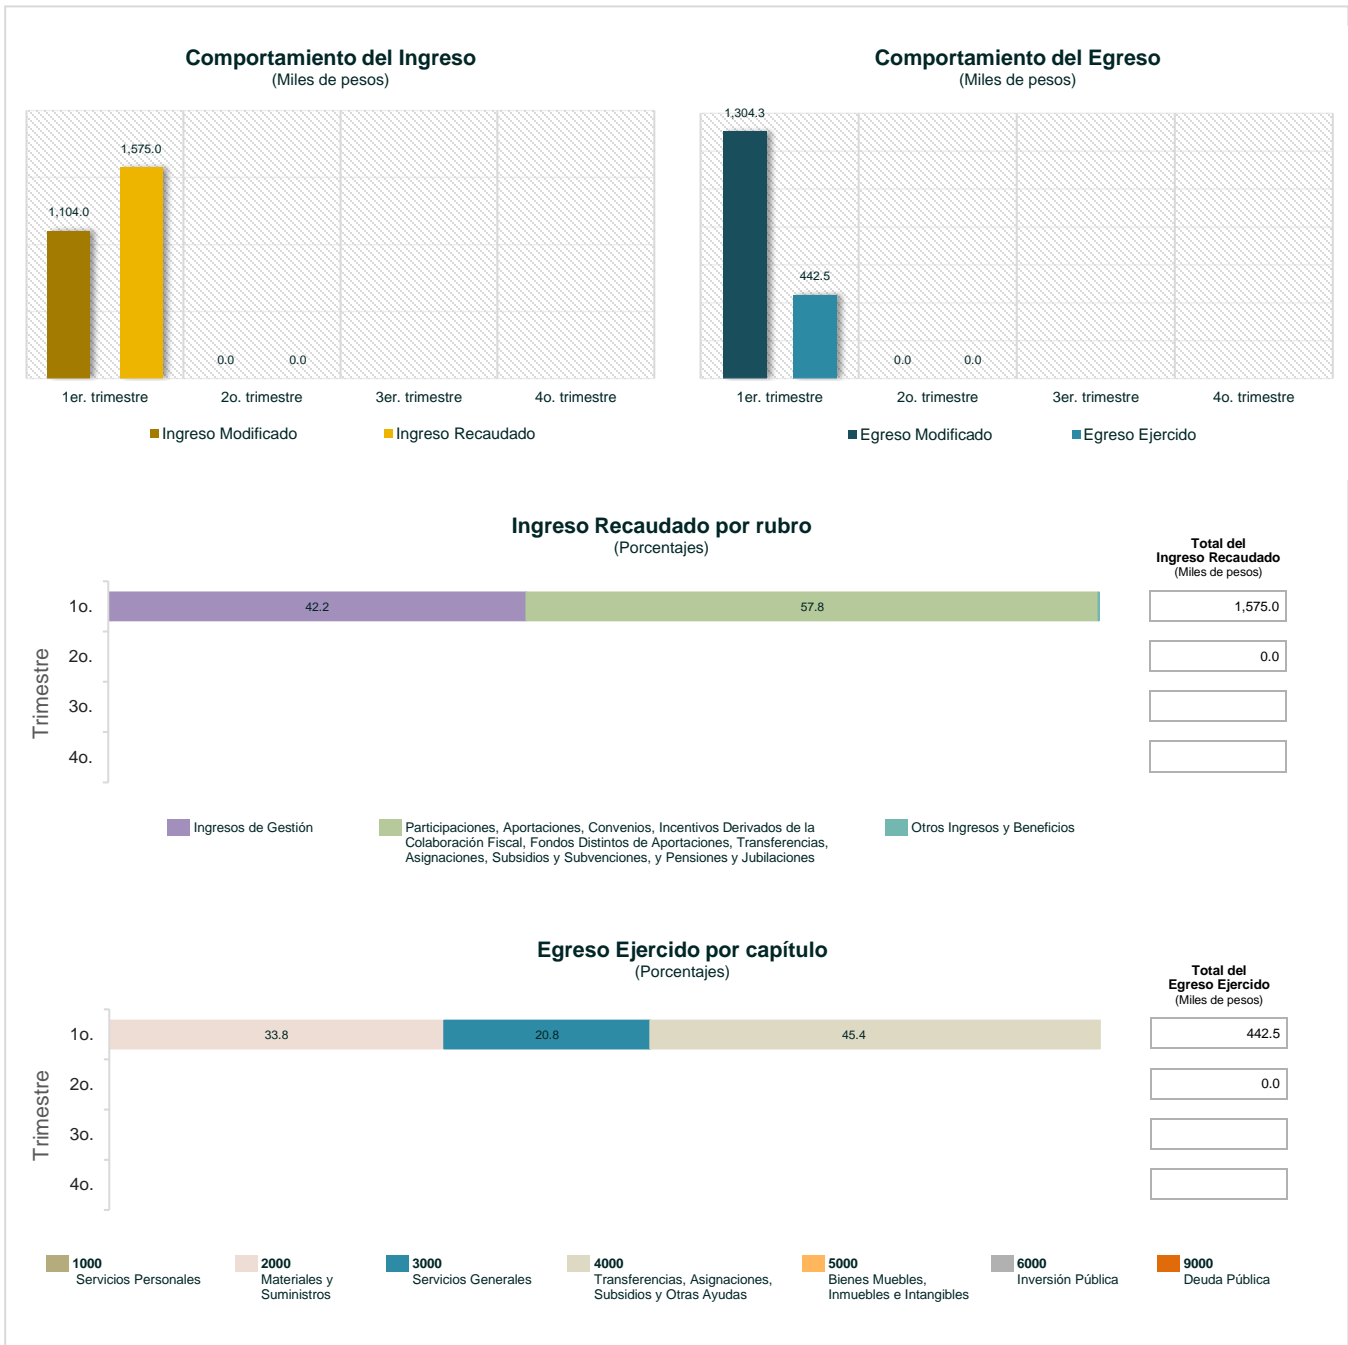 Comportamiento del Ingreso
(Miles de pesos)
1,104.0
1,575.0
0.0
0.0
1er. trimestre
2o. trimestre
3er. trimestre
4o. trimestre
Ingreso Modificado
Ingreso Recaudado
Comportamiento del Egreso
(Miles de pesos)
1,304.3
442.5
0.0
0.0
1er. trimestre
2o. trimestre
3er. trimestre
4o. trimestre
Egreso Modificado
Egreso Ejercido
Ingreso Recaudado por rubro
(Porcentajes)
Total del
Ingreso Recaudado
(Miles de pesos)
Trimestre
1o.
42.2
57.8
1,575.0
2o.
0.0
3o.
4o.
Ingresos de Gestión
Participaciones, Aportaciones, Convenios, Incentivos Derivados de la
Colaboración Fiscal, Fondos Distintos de Aportaciones, Transferencias,
Asignaciones, Subsidios y Subvenciones, y Pensiones y Jubilaciones
Otros Ingresos y Beneficios
Egreso Ejercido por capítulo
(Porcentajes)
Total del
Egreso Ejercido
(Miles de pesos)
Trimestre
1o.
33.8
20.8
45.4
442.5
2o.
0.0
3o.
4o.
1000
Servicios Personales
2000
Materiales y
Suministros
3000
Servicios Generales
4000
Transferencias, Asignaciones,
Subsidios y Otras Ayudas
5000
Bienes Muebles,
Inmuebles e Intangibles
6000
Inversión Pública
9000
Deuda Pública